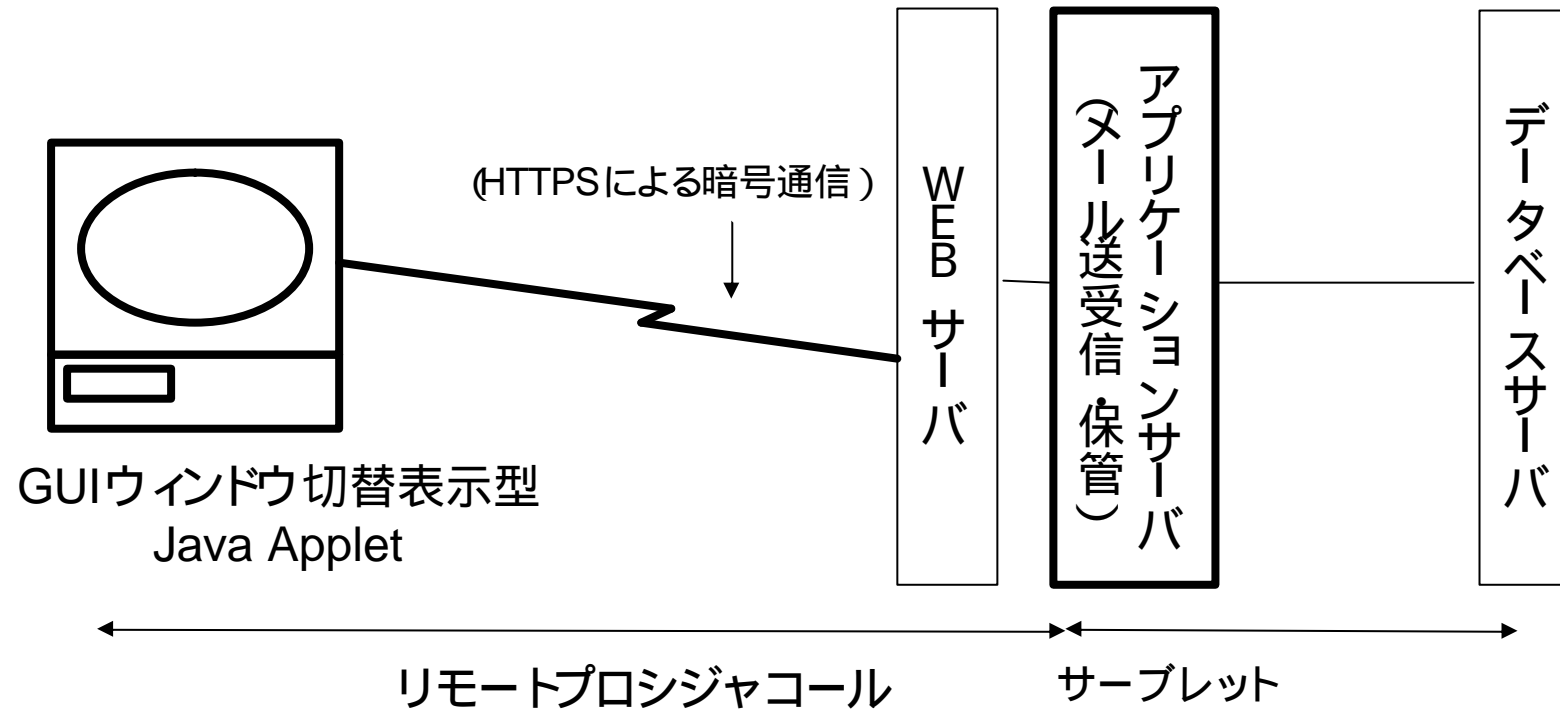 (HTTPSによる暗号通信)
WEBサーバ
アプリケーションサーバ
(メール送受信・保管)
データベースサーバ
GUIウィンドウ切替表示型
Java Applet
リモートプロシジャコール
サーブレット